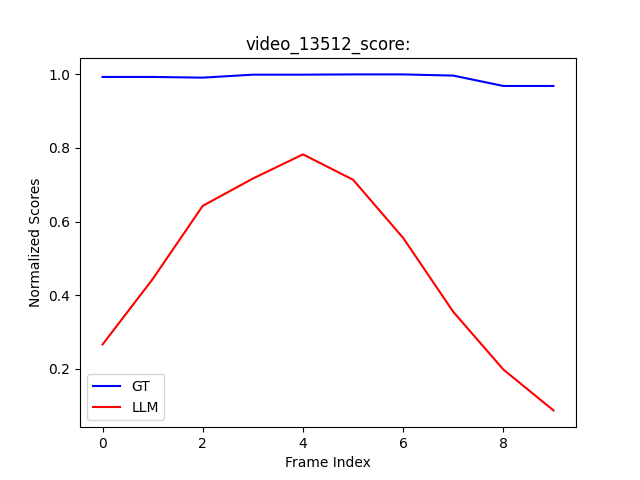 video_13512_score:
Normalized Scores
1.0
0.8
0.6
0.4
0.2
GT
LLM
0 2 4 6 8
Frame Index